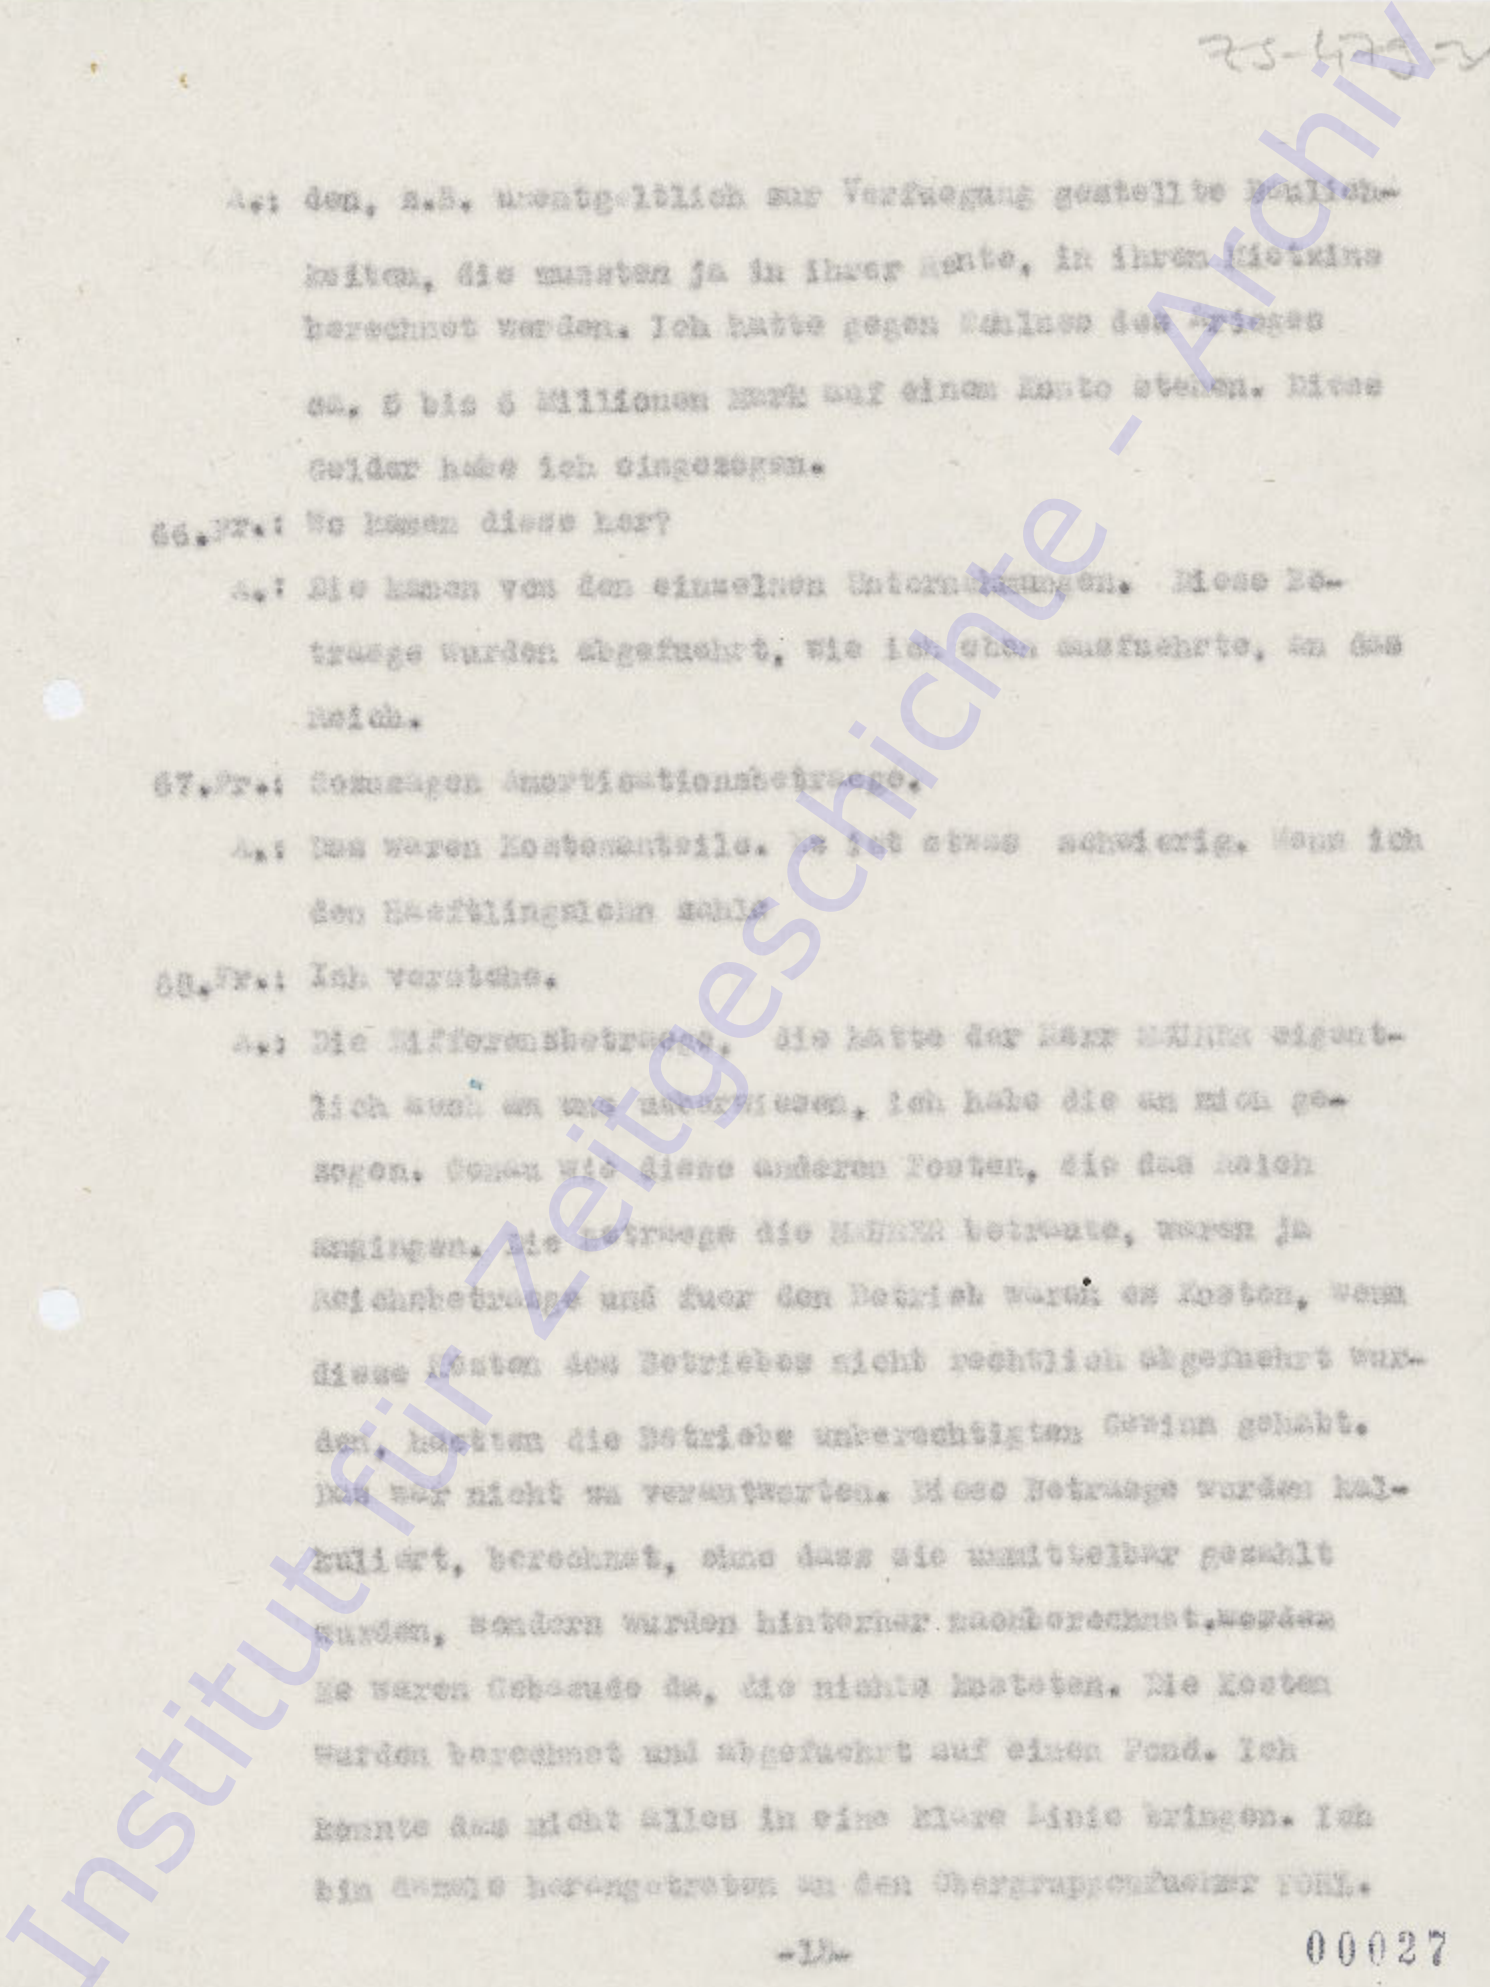 ZS-479-3
A.: den, z.B. unentgeltlich zur Verfuegung gestellte Baulich-
keiten, die mussten ja in ihrer Rente, in ihrem Mietzins
berechnet werden. Ich hatte gegen Schluss des Krieges
ca. 5 bis 6 Millionen Mark auf einem Konto stehen. Diese
Gelder habe ich eingezogen.
66.Fr.: Wo kamen diese her?
A.: Die kamen von den einzelnen Unternehmungen. Diese Be-
traege wurden abgefuehrt, wie ich oben ausfuehrte, an das
Reich.
67.Fr.: Sozusagen Amortisationsbetraege.
A.: Das waren Kostenanteile. Es ist etwas schwierig. Wenn ich
den Haeftlingslohn zahle
68.Fr.: Ich verstehe.
A.: Die Differenzbetraege, die hatte der Herr MAURER eigent-
lich auch an uns ueberwiesen, ich habe die an mich ge-
zogen. Genau wie diese anderen Posten, die das Reich
angingen. Die Betraege die MAURER betreute, waren ja
Reichsbetraege und fuer den Betrieb waren es Kosten, wenn
diese Kosten des Betriebes nicht rechtlich abgefuehrt wur-
den, haetten die Betriebe unberechtigten Gewinn gehabt.
Das war nicht zu verantworten. Diese Betraege wurden kal-
kuliert, berechnet, ohne dass sie unmittelbar gezahlt
wurden, sondern wurden hinterher nachberechnet.werden
Es waren Gebaeude da, die nichts kosteten. Die Kosten
wurden berechnet und abgefuehrt auf einen Fond. Ich
konnte das nicht alles in eine klare Linie bringen. Ich
bin damals herangetreten an den Obergruppenfuehrer POHL.
00027
Institut für Zeitgeschichte - Archiv